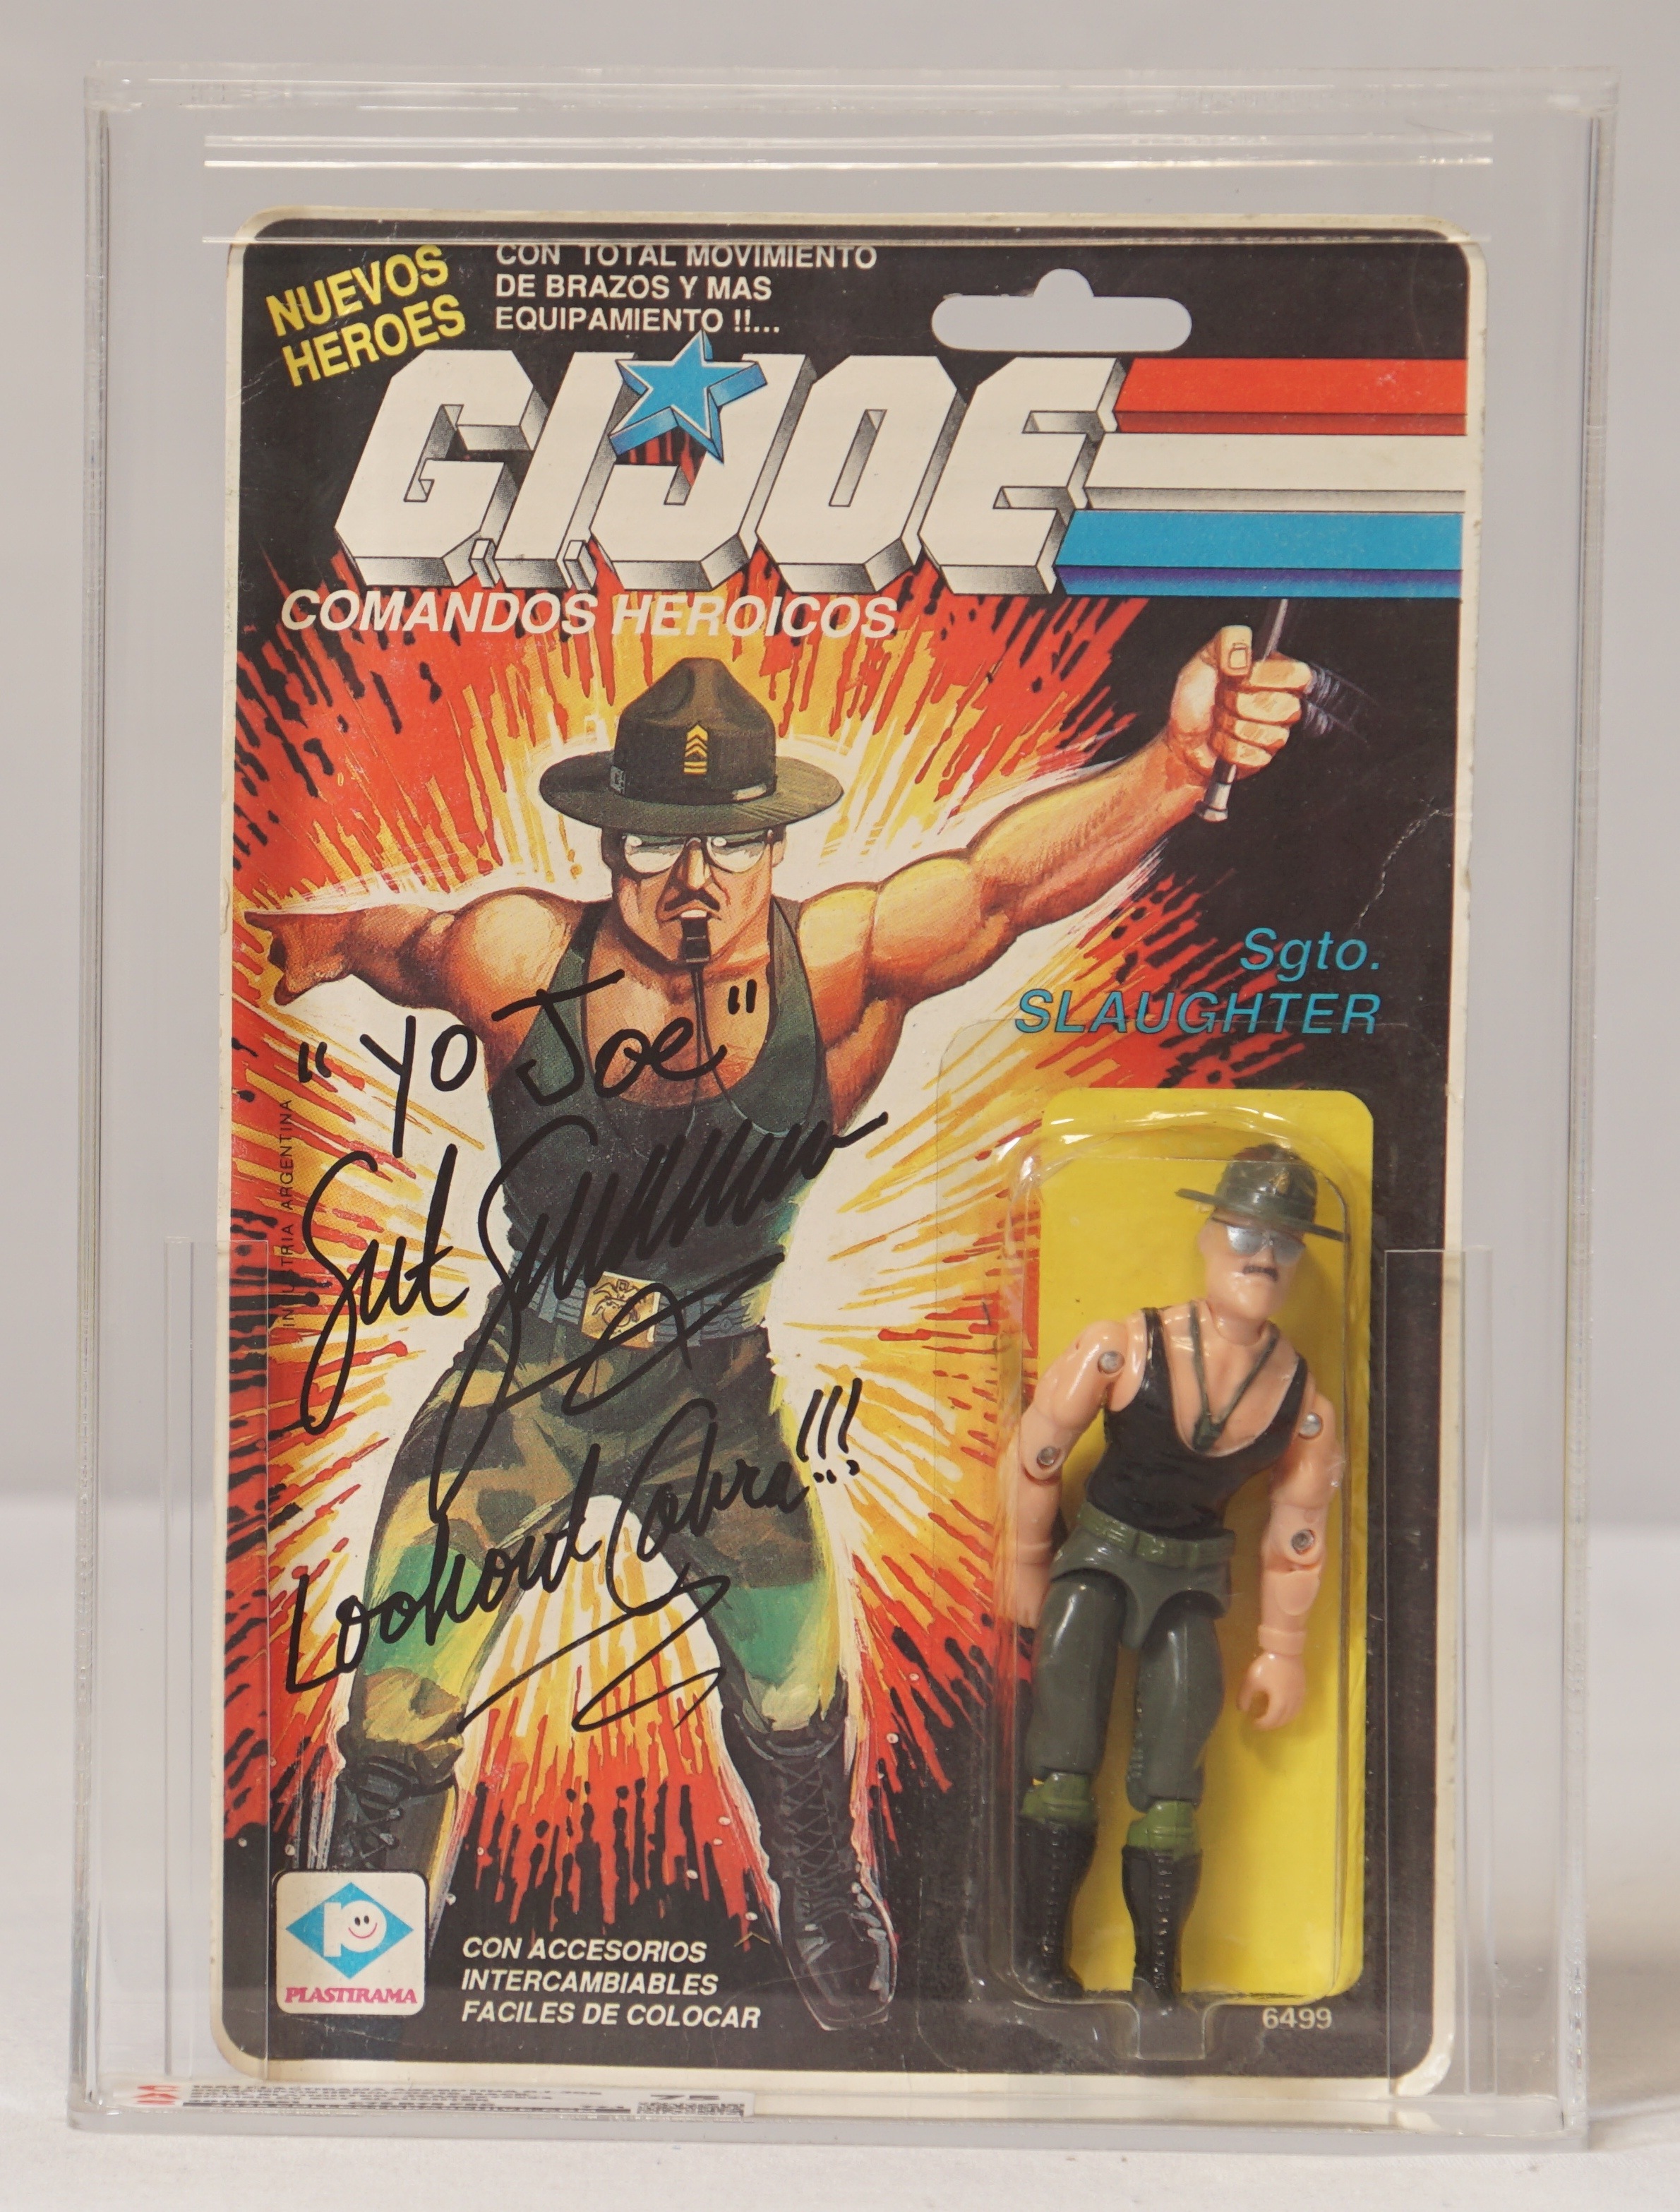 NUEVOS
HEROES
CON TOTAL MOVIMIENTO
DE BRAZOS Y MAS
EQUIPAMIENTO !!...
G.I.JOE
COMANDOS HEROICOS
Sgto.
SLAUGHTER
"YO JOE"
Lookout Cobra!!!
INDUSTRIA ARGENTINA
PLASTIRAMA
CON ACCESORIOS
INTERCAMBIABLES
FACILES DE COLOCAR
6499
75